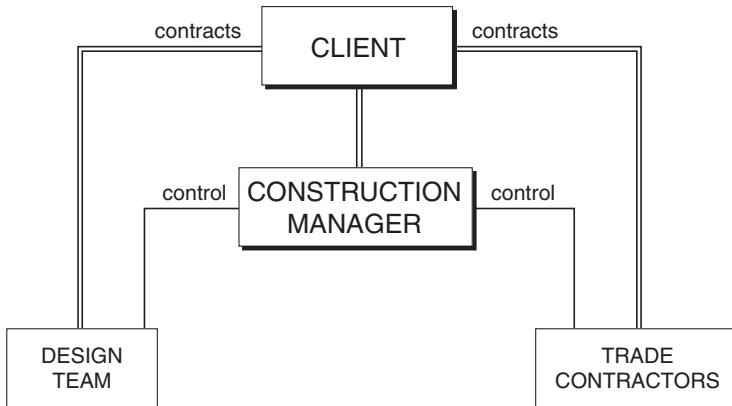 contracts
CLIENT
contracts
control
CONSTRUCTION
MANAGER
control
DESIGN
TEAM
TRADE
CONTRACTORS